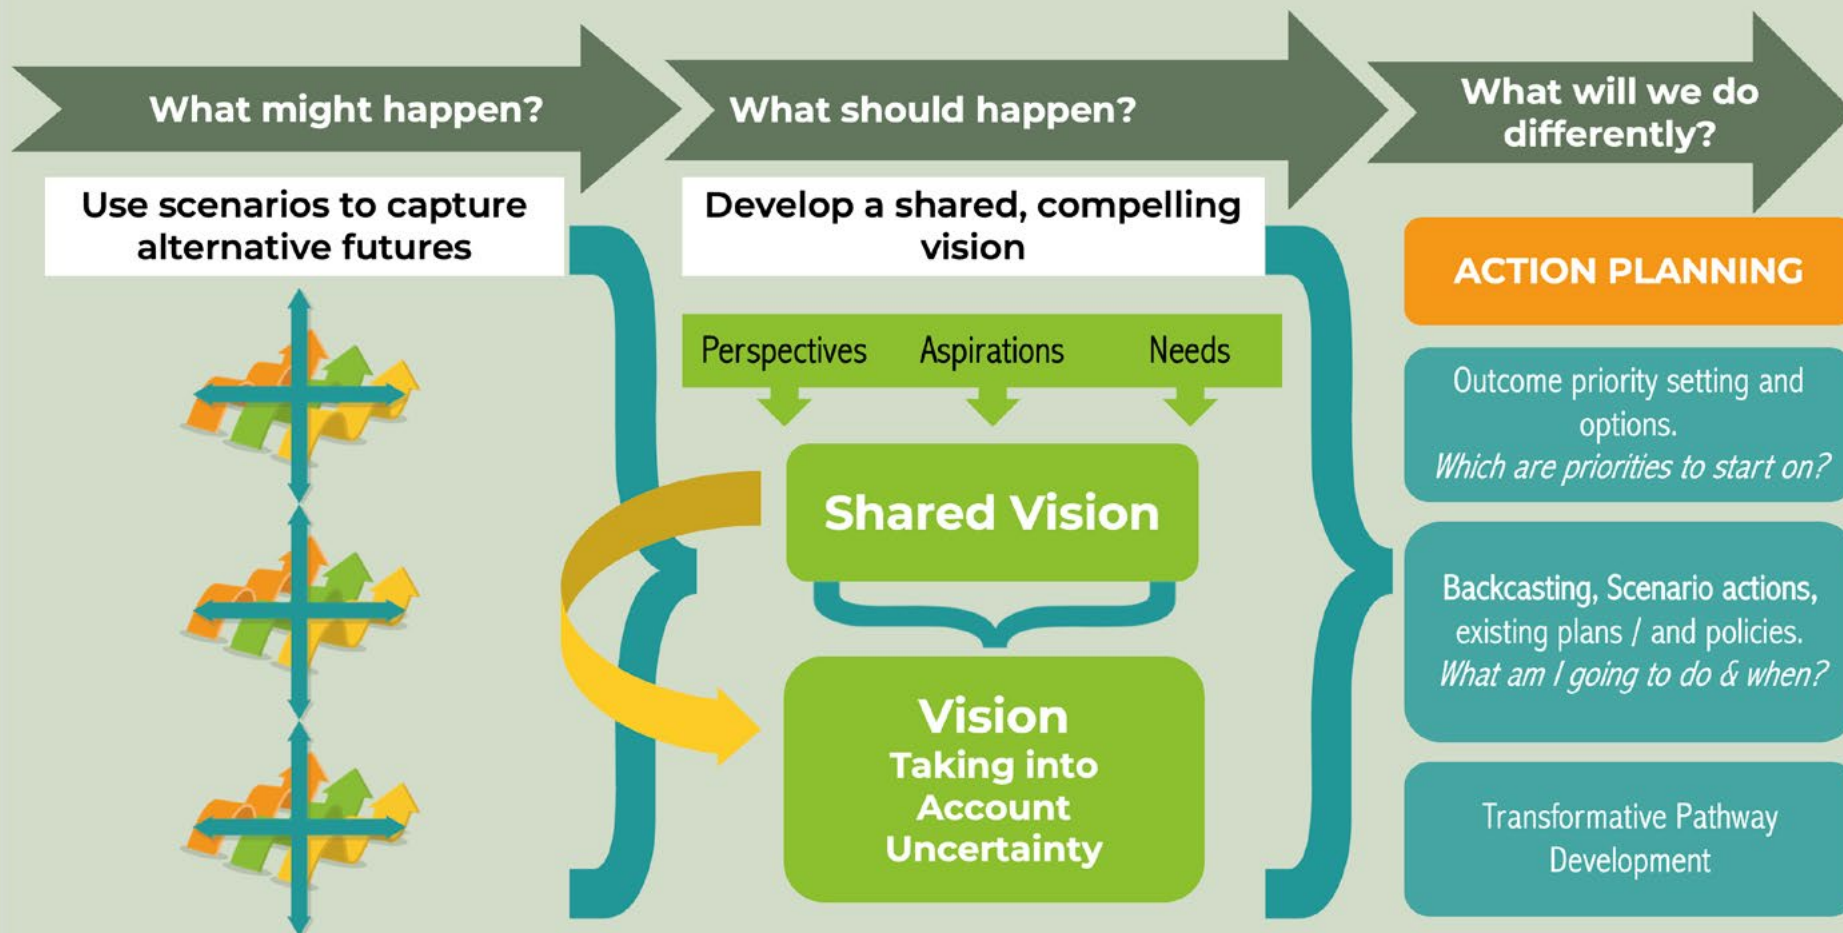 What might happen?
What should happen?
What will we do
differently?
Use scenarios to capture
alternative futures
Develop a shared, compelling
vision
Perspectives Aspirations Needs
Shared Vision
Vision
Taking into
Account
Uncertainty
ACTION PLANNING
Outcome priority setting and
options.
Which are priorities to start on?
Backcasting, Scenario actions,
existing plans / and policies.
What am I going to do & when?
Transformative Pathway
Development